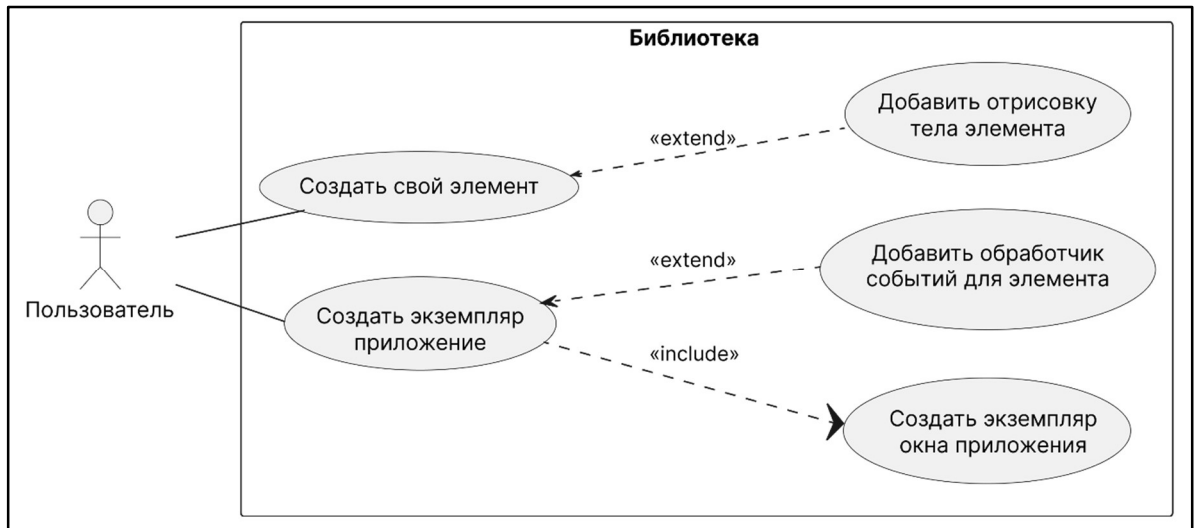 Библиотека
Добавить отрисовку
тела элемента
«extend»
Создать свой элемент
Добавить обработчик
событий для элемента
«extend»
Пользователь
Создать экземпляр
приложение
«include»
Создать экземпляр
окна приложения